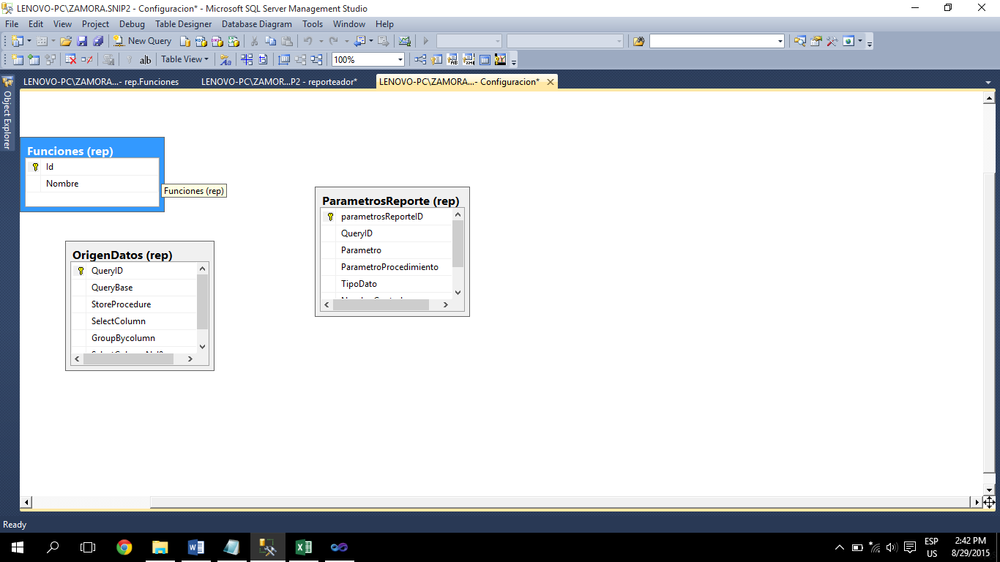 LENOVO-PC\ZAMORA.SNIP2 - Configuracion* - Microsoft SQL Server Management Studio
File Edit View Project Debug Table Designer Database Diagram Tools Window Help
New Query
ab| Table View 100%
LENOVO-PC\ZAMORA...- rep.Funciones LENOVO-PC\ZAMOR...P2 - reporteador* LENOVO-PC\ZAMORA...- Configuracion*
Object Explorer
Funciones (rep)
Id
Nombre
Funciones (rep)
ParametrosReporte (rep)
parametrosReporteID
QueryID
Parametro
ParametroProcedimiento
TipoDato
OrigenDatos (rep)
QueryID
QueryBase
StoreProcedure
SelectColumn
GroupBycolumn
Ready
ESP
US
2:42 PM
8/29/2015